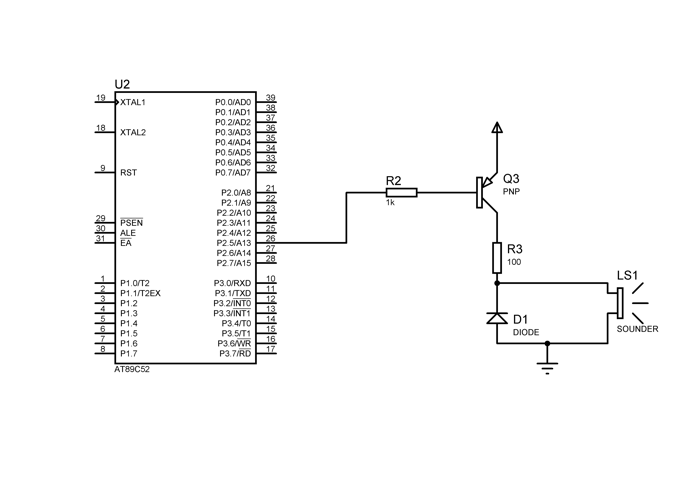 U2
19 XTAL1 P0.0/AD0 39
P0.1/AD1 38
P0.2/AD2 37
18 XTAL2 P0.3/AD3 36
P0.4/AD4 35
P0.5/AD5 34
P0.6/AD6 33
9 RST P0.7/AD7 32
P2.0/A8 21
P2.1/A9 22
P2.2/A10 23
29 PSEN P2.3/A11 24
30 ALE P2.4/A12 25
31 EA P2.5/A13 26
P2.6/A14 27
P2.7/A15 28
1 P1.0/T2 P3.0/RXD 10
2 P1.1/T2EX P3.1/TXD 11
3 P1.2 P3.2/INT0 12
4 P1.3 P3.3/INT1 13
5 P1.4 P3.4/T0 14
6 P1.5 P3.5/T1 15
7 P1.6 P3.6/WR 16
8 P1.7 P3.7/RD 17
AT89C52
R2
1k
Q3
PNP
R3
100
D1
DIODE
LS1
SOUNDER